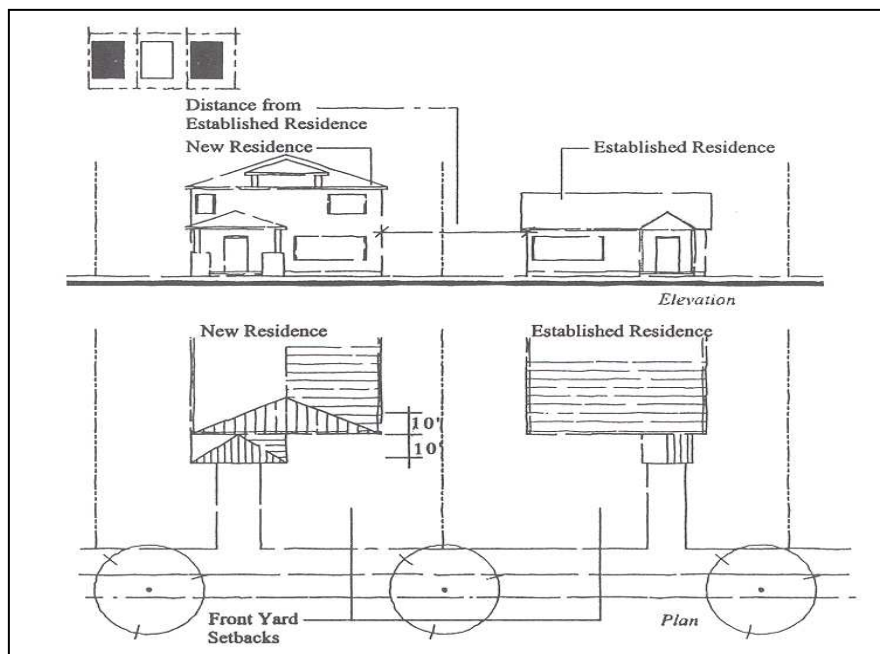 Distance from
Established Residence
New Residence
Established Residence
Elevation
New Residence
Established Residence
10'
10'
Front Yard
Setbacks
Plan